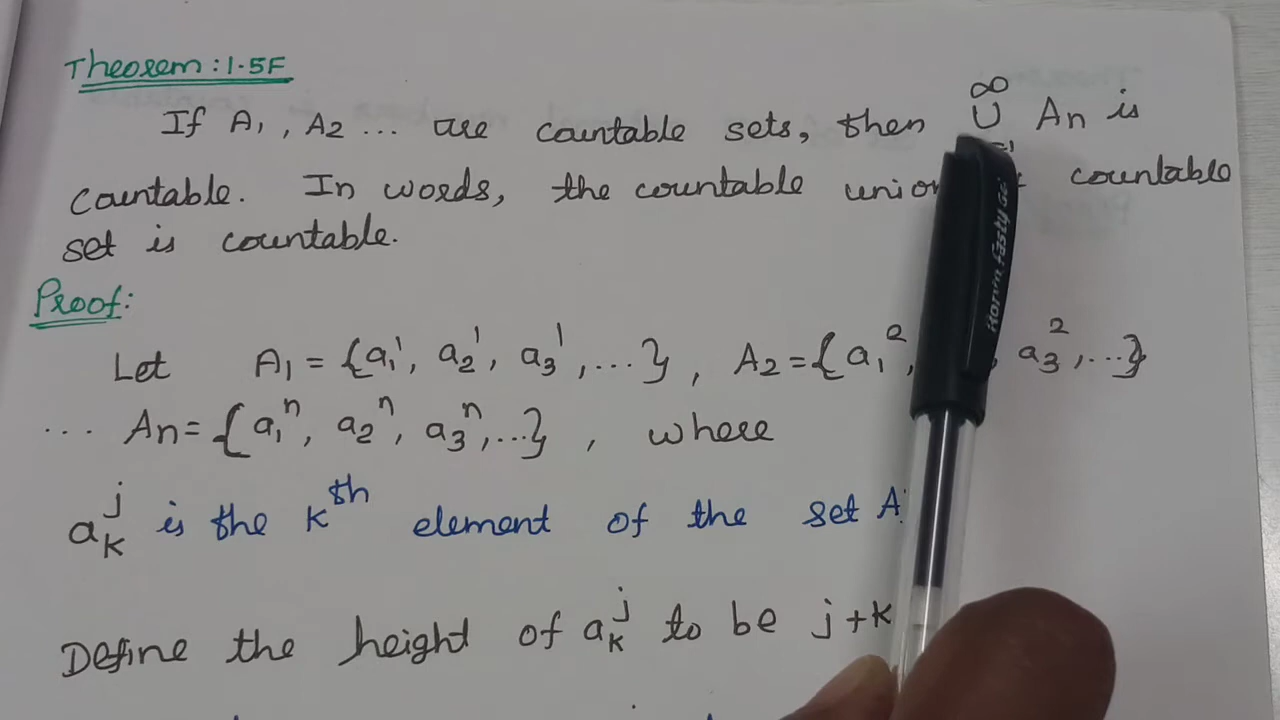 Theorem: 1.5F
If A₁, A₂ ... are countable sets, then ∞ ∪ Aₙ is
countable. In words, the countable union countable
set is countable.
Proof:
Let A₁ = {a₁¹, a₂¹, a₃¹, ...}, A₂ = {a₁², a₃², ...}
... Aₙ = {a₁ⁿ, a₂ⁿ, a₃ⁿ, ...}, where
aₖʲ is the Kᵗʰ element of the set A
Define the height of aₖʲ to be j+k